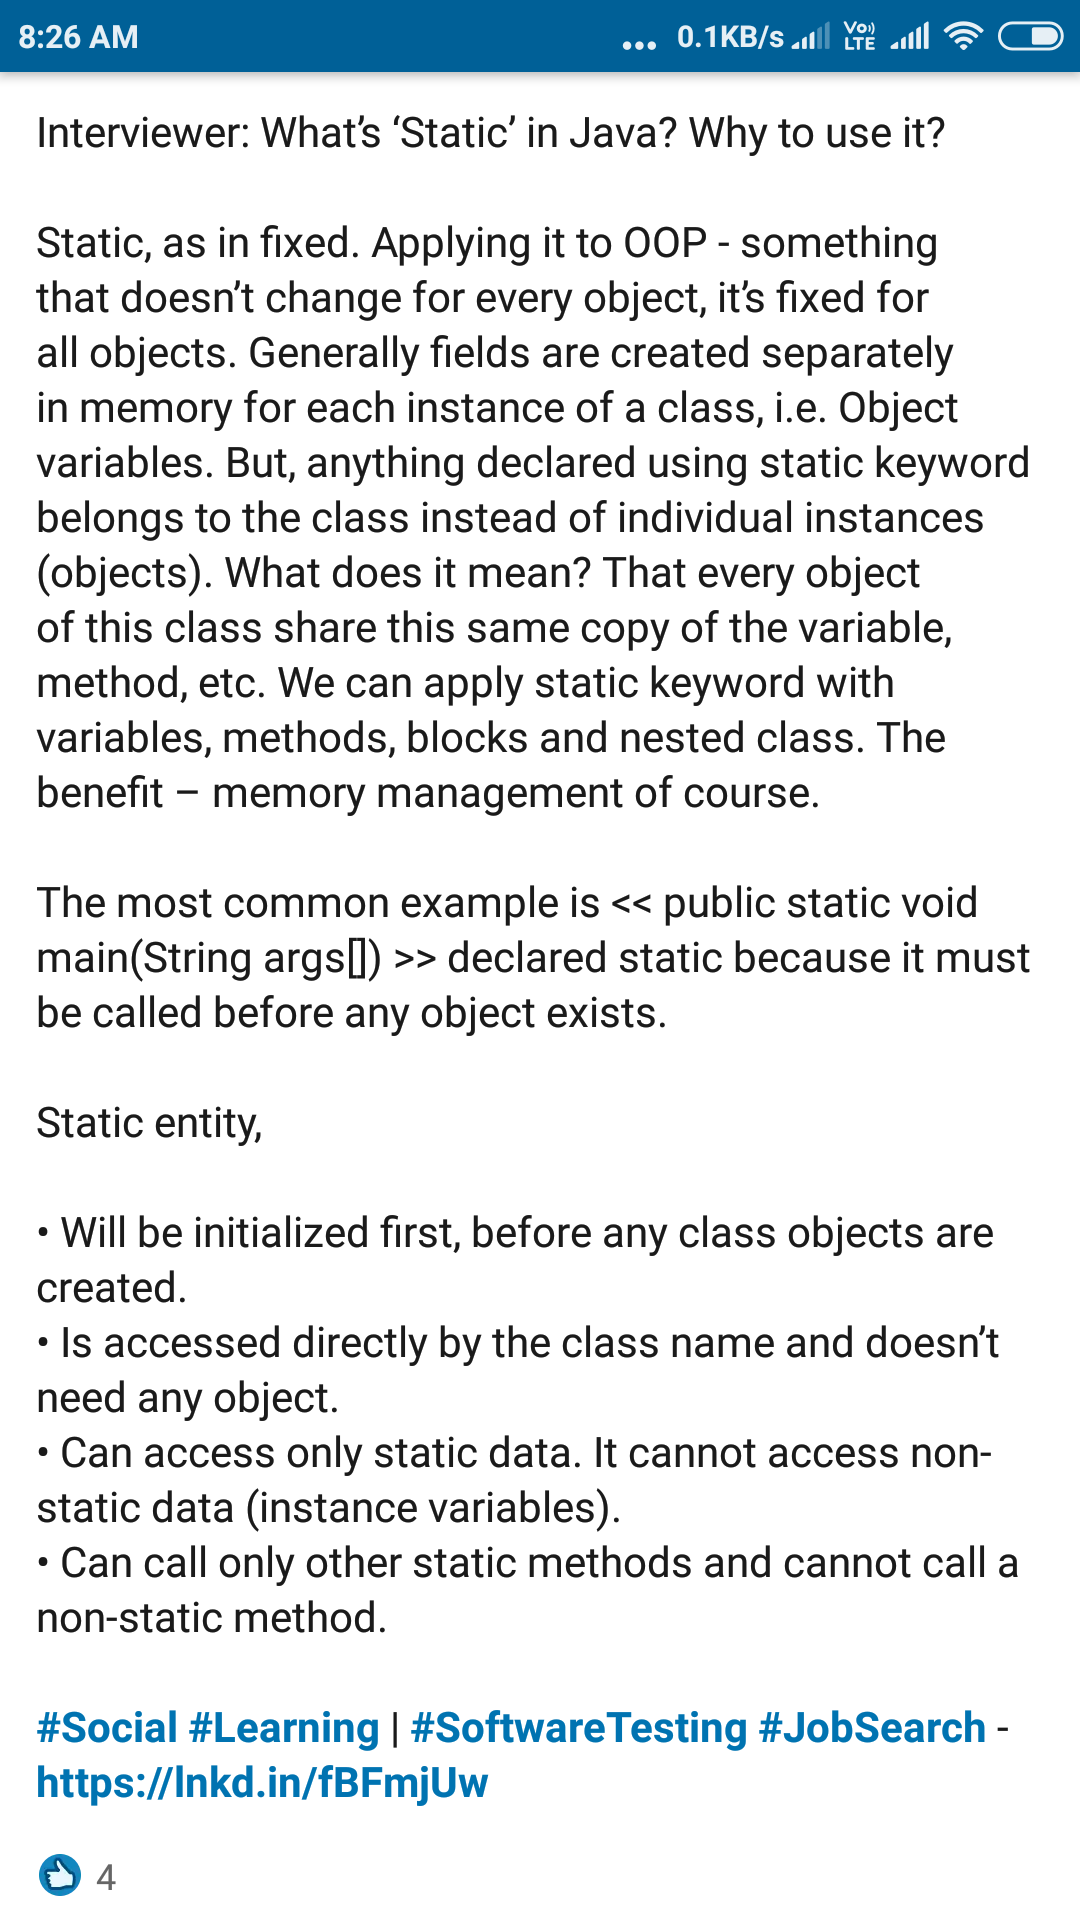 8:26 AM
... 0.1KB/s Vo)) LTE
Interviewer: What's ‘Static’ in Java? Why to use it?
Static, as in fixed. Applying it to OOP - something
that doesn’t change for every object, it’s fixed for
all objects. Generally fields are created separately
in memory for each instance of a class, i.e. Object
variables. But, anything declared using static keyword
belongs to the class instead of individual instances
(objects). What does it mean? That every object
of this class share this same copy of the variable,
method, etc. We can apply static keyword with
variables, methods, blocks and nested class. The
benefit – memory management of course.
The most common example is << public static void
main(String args[]) >> declared static because it must
be called before any object exists.
Static entity,
• Will be initialized first, before any class objects are
created.
• Is accessed directly by the class name and doesn’t
need any object.
• Can access only static data. It cannot access non-
static data (instance variables).
• Can call only other static methods and cannot call a
non-static method.
#Social #Learning | #SoftwareTesting #JobSearch -
https://lnkd.in/fBFmjUw
4